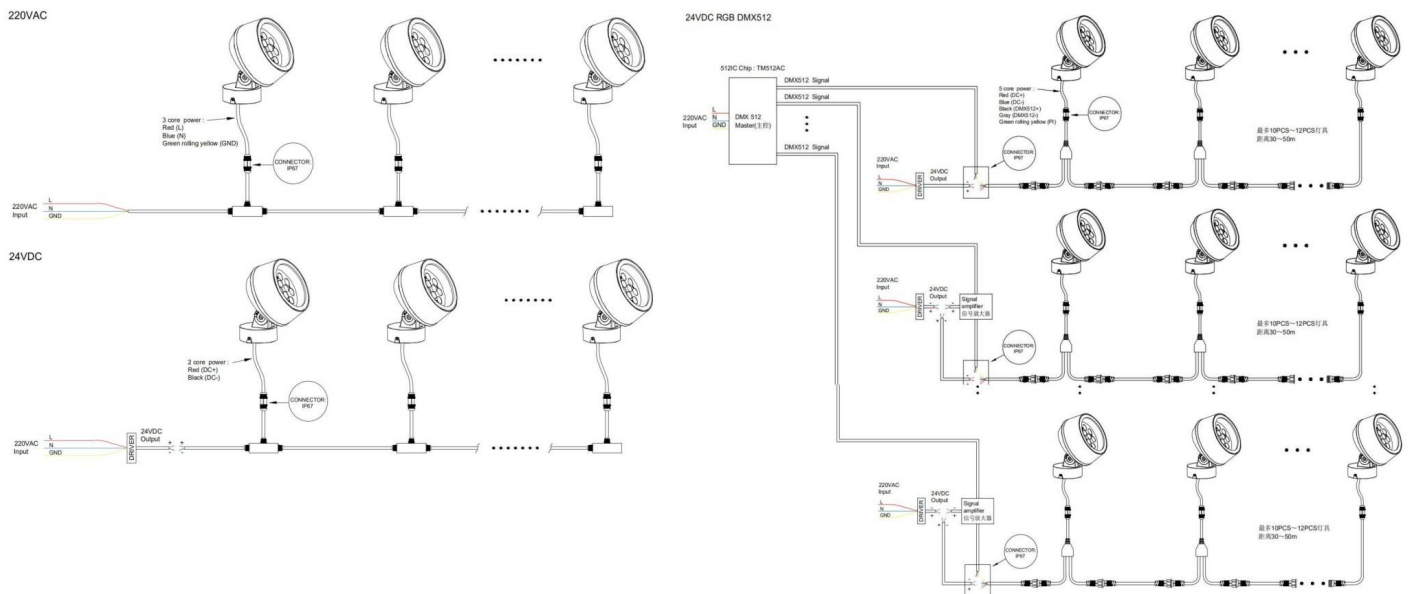 220VAC
3 core power :
Red (L)
Blue (N)
Green rolling yellow (GND)
CONNECTOR:
IP67
220VAC
Input
L
N
GND
24VDC
2 core power :
Red (DC+)
Black (DC-)
CONNECTOR:
IP67
220VAC
Input
L
N
GND
DRIVER
24VDC
Output
+ +
- -
24VDC RGB DMX512
512IC Chip : TM512AC
220VAC
Input
L
N
GND
DMX 512
Master(主控)
DMX512 Signal
DMX512 Signal
DMX512 Signal
5 core power :
Red (DC+)
Blue (DC-)
Black (DMX512+)
Gray (DMX512-)
Green rolling yellow (PI)
CONNECTOR:
IP67
最多10PCS～12PCS灯具
距离30～50m
CONNECTOR:
IP67
220VAC
Input
L
N
GND
DRIVER
24VDC
Output
220VAC
Input
L
N
GND
DRIVER
24VDC
Output
Signal
amplifier
信号放大器
CONNECTOR:
IP67
最多10PCS～12PCS灯具
距离30～50m
220VAC
Input
L
N
GND
DRIVER
24VDC
Output
Signal
amplifier
信号放大器
CONNECTOR:
IP67
最多10PCS～12PCS灯具
距离30～50m